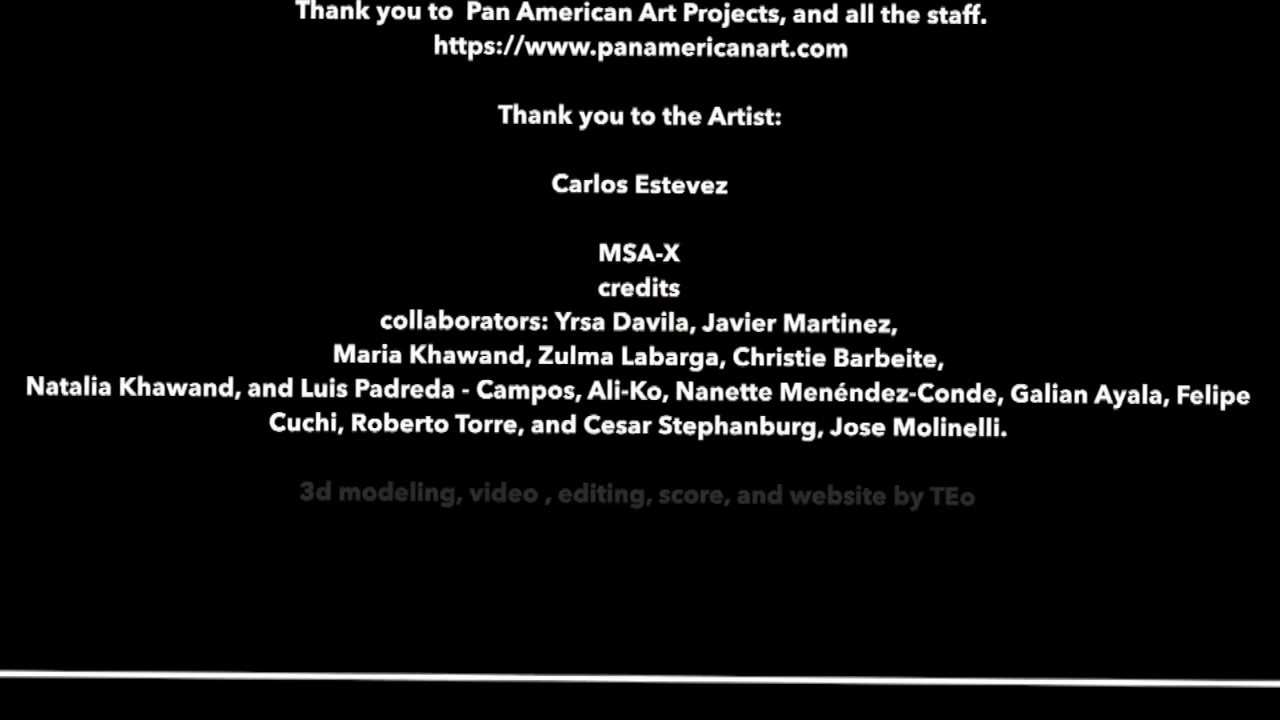 Thank you to Pan American Art Projects, and all the staff.
https://www.panamericanart.com
Thank you to the Artist:
Carlos Estevez
MSA-X
credits
collaborators: Yrsa Davila, Javier Martinez,
Maria Khawand, Zulma Labarga, Christie Barbeite,
Natalia Khawand, and Luis Padreda - Campos, Ali-Ko, Nanette Menéndez-Conde, Galian Ayala, Felipe
Cuchi, Roberto Torre, and Cesar Stephanburg, Jose Molinelli.
3d modeling, video , editing, score, and website by TEo